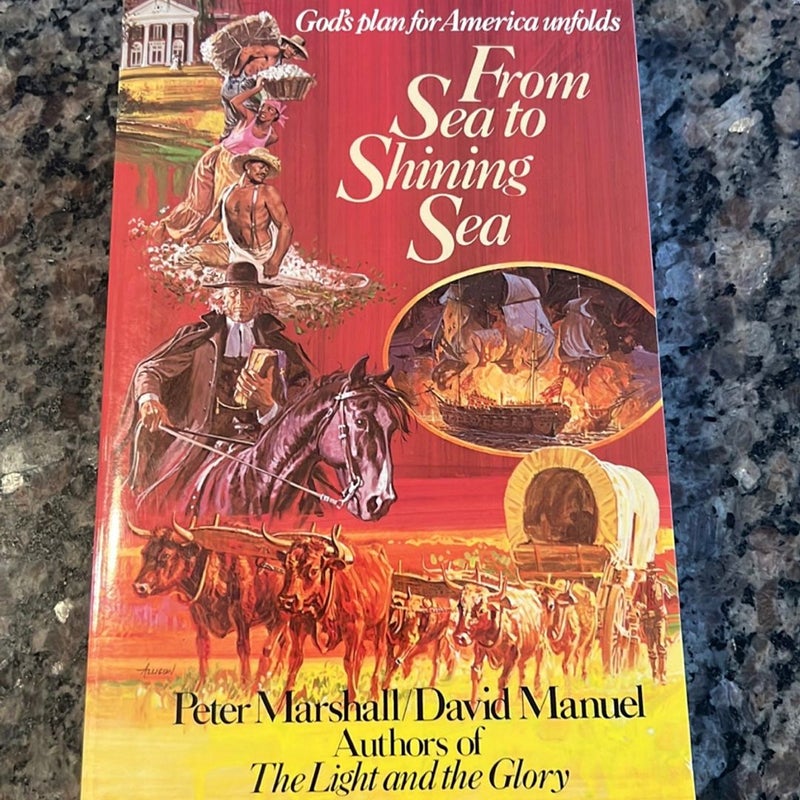 God's plan for America unfolds
From
Sea to
Shining
Sea
ALLISON
Peter Marshall/David Manuel
Authors of
The Light and the Glory